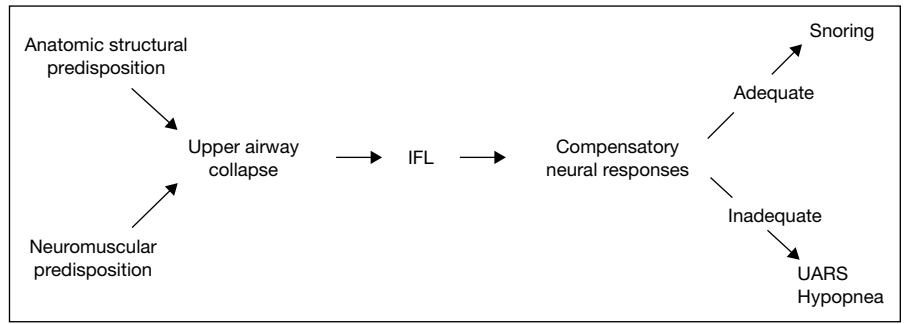 Anatomic structural
predisposition
Neuromuscular
predisposition
Upper airway
collapse
IFL
Compensatory
neural responses
Adequate
Snoring
Inadequate
UARS
Hypopnea